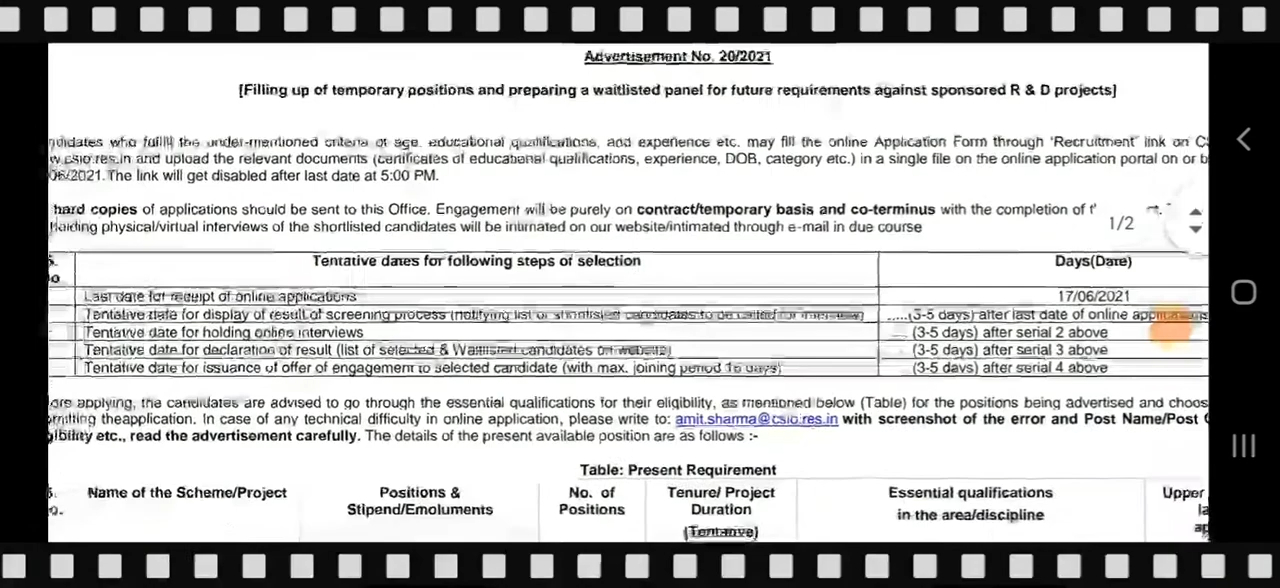 Advertisement No. 20/2021
[Filling up of temporary positions and preparing a waitlisted panel for future requirements against sponsored R & D projects]
ndidates who fulfill the under-mentioned criteria of age, educational qualifications, and experience etc. may fill the online Application Form through 'Recruitment' link on CS
w.csio.res.in and upload the relevant documents (certificates of educational qualifications, experience, DOB, category etc.) in a single file on the online application portal on or b
06/2021. The link will get disabled after last date at 5:00 PM.
hard copies of applications should be sent to this Office. Engagement will be purely on contract/temporary basis and co-terminus with the completion of t
holding physical/virtual interviews of the shortlisted candidates will be on our website/intimated through e-mail in due course
1/2
Tentative dates for following steps of selection Days(Date)
Last date for receipt of online applications 17/06/2021
Tentative date for display of result of screening process (notifying list of shortlisted candidates to be called for interview) .....(3-5 days) after last date of online applications
Tentative date for holding online interviews (3-5 days) after serial 2 above
Tentative date for declaration of result (list of selected & Waitlisted candidates on website) (3-5 days) after serial 3 above
Tentative date for issuance of offer of engagement to selected candidate (with max. joining period 15 days) (3-5 days) after serial 4 above
ore applying, the candidates are advised to go through the essential qualifications for their eligibility, as mentioned below (Table) for the positions being advertised and choos
mitting theapplication. In case of any technical difficulty in online application, please write to: amit.sharma@csio.res.in with screenshot of the error and Post Name/Post
gibility etc., read the advertisement carefully. The details of the present available position are as follows :-
Table: Present Requirement
Name of the Scheme/Project Positions & No. of Tenure/ Project Essential qualifications Upper
Stipend/Emoluments Positions Duration in the area/discipline
(Tentative)